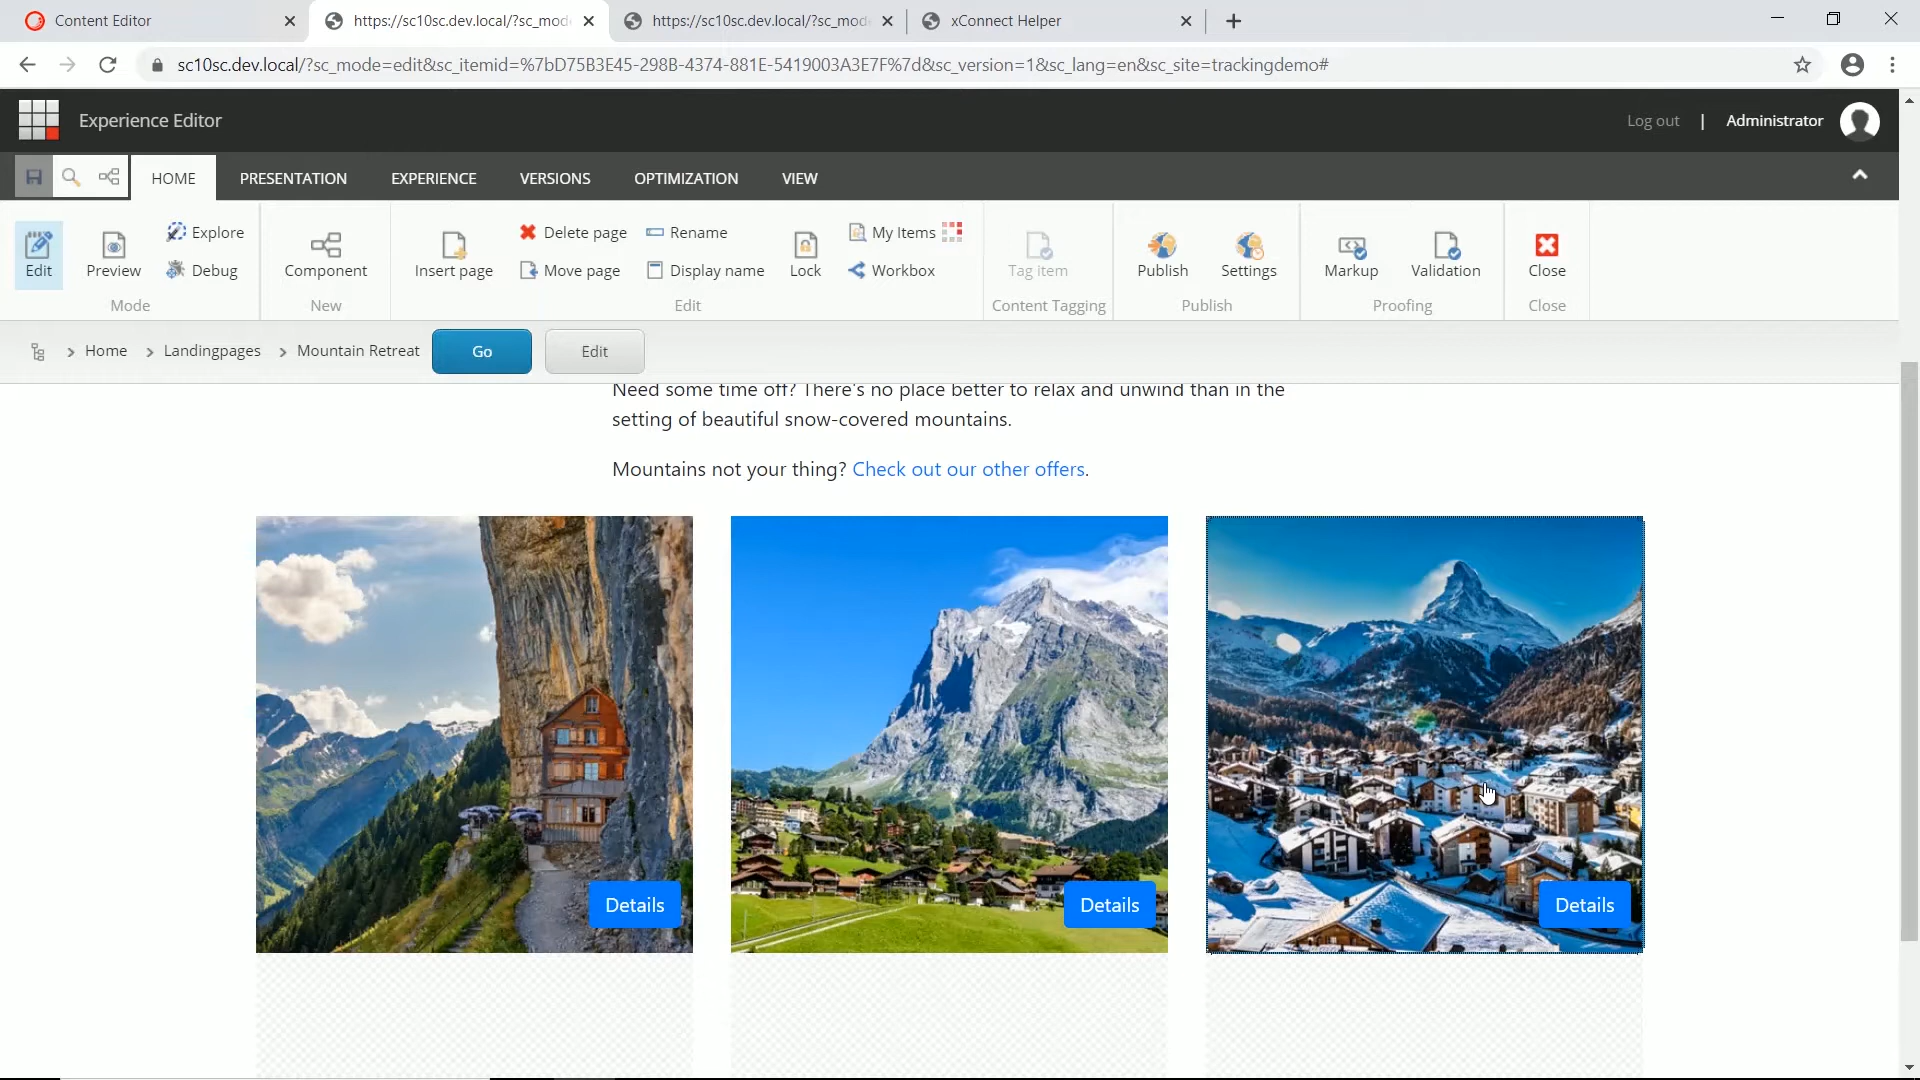 Content Editor
https://sc10sc.dev.local/?sc_mod
https://sc10sc.dev.local/?sc_mod
xConnect Helper
sc10sc.dev.local/?sc_mode=edit&sc_itemid=%7bD75B3E45-298B-4374-881E-5419003A3E7F%7d&sc_version=1&sc_lang=en&sc_site=trackingdemo#
Experience Editor
Log out | Administrator
HOME PRESENTATION EXPERIENCE VERSIONS OPTIMIZATION VIEW
Explore Delete page Rename My Items
Edit Preview Debug Component Insert page Move page Display name Lock Workbox Tag item Publish Settings Markup Validation Close
Mode New Edit Content Tagging Publish Proofing Close
Home Landingpages Mountain Retreat Go Edit
Need some time off? There's no place better to relax and unwind than in the
setting of beautiful snow-covered mountains.
Mountains not your thing? Check out our other offers.
Details Details Details